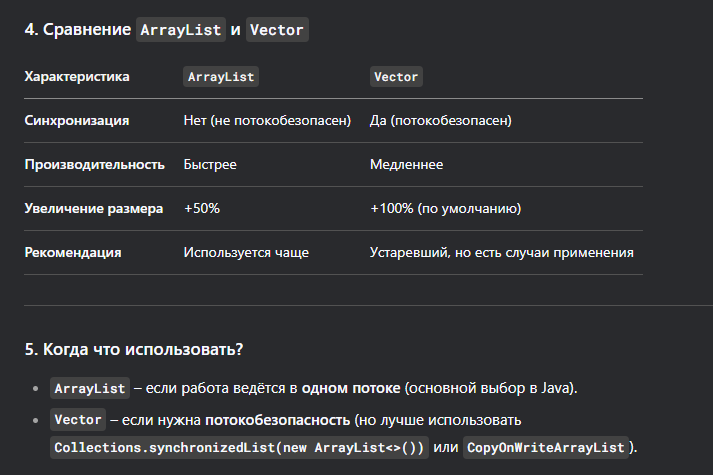 4. Сравнение ArrayList и Vector
Характеристика ArrayList Vector
Синхронизация Нет (не потокобезопасен) Да (потокобезопасен)
Производительность Быстрее Медленнее
Увеличение размера +50% +100% (по умолчанию)
Рекомендация Используется чаще Устаревший, но есть случаи применения
5. Когда что использовать?
• ArrayList – если работа ведётся в одном потоке (основной выбор в Java).
• Vector – если нужна потокобезопасность (но лучше использовать
Collections.synchronizedList(new ArrayList<>()) или CopyOnWriteArrayList).